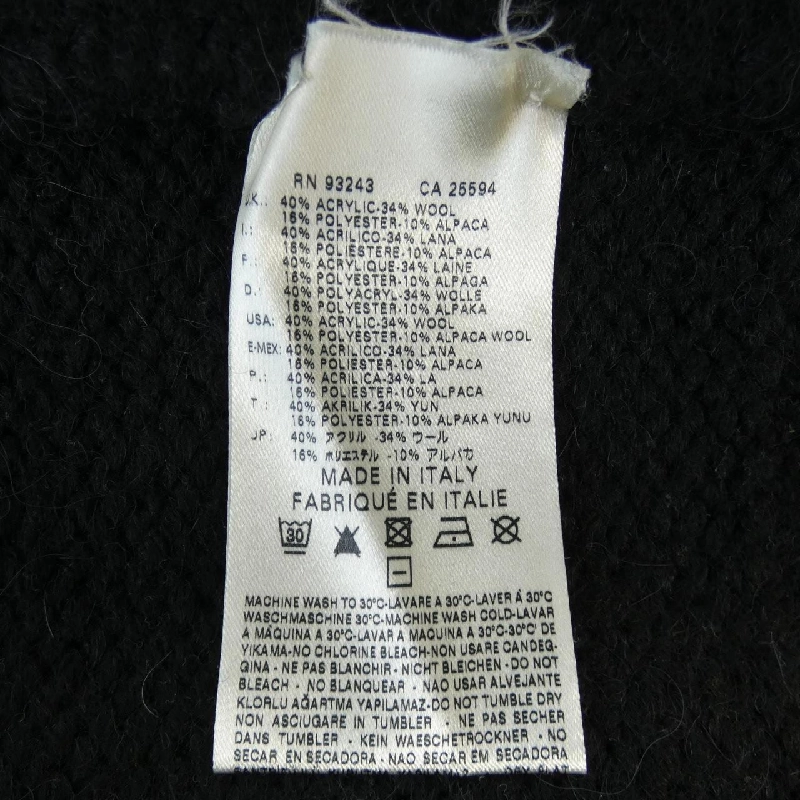 RN 93243 CA 25594
.K.: 40% ACRYLIC-34% WOOL
16% POLYESTER-10% ALPACA
I.: 40% ACRILICO-34% LANA
16% POLIESTERE-10% ALPACA
F.: 40% ACRYLIQUE-34% LAINE
16% POLYESTER-10% ALPAGA
D.: 40% POLYACRYL-34% WOLLE
16% POLYESTER-10% ALPAKA
USA: 40% ACRYLIC-34% WOOL
16% POLYESTER-10% ALPACA WOOL
E-MEX: 40% ACRILICO-34% LANA
16% POLIESTER-10% ALPACA
P.: 40% ACRILICA-34% LA
16% POLIESTER-10% ALPACA
T.: 40% AKRILIK-34% YUN
16% POLYESTER-10% ALPAKA YUNU
JP: 40% アクリル -34% ウール
16% ポリエステル -10% アルパカ
MADE IN ITALY
FABRIQUÉ EN ITALIE
30
MACHINE WASH TO 30°C-LAVARE A 30°C-LAVER Á 30°C
WASCHMASCHINE 30°C-MACHINE WASH COLD-LAVAR
A MÁQUINA A 30°C-LAVAR A MAQUINA A 30°C-30°C' DE
YIKAMA-NO CHLORINE BLEACH-NON USARE CANDEG-
GINA - NE PAS BLANCHIR - NICHT BLEICHEN - DO NOT
BLEACH - NO BLANQUEAR - NAO USAR ALVEJANTE
KLORLU AĞARTMA YAPILAMAZ-DO NOT TUMBLE DRY
NON ASCIUGARE IN TUMBLER - NE PAS SECHER
DANS TUMBLER - KEIN WAESCHETROCKNER - NO
SECAR EN SECADORA - NAO SECAR EM SECADORA